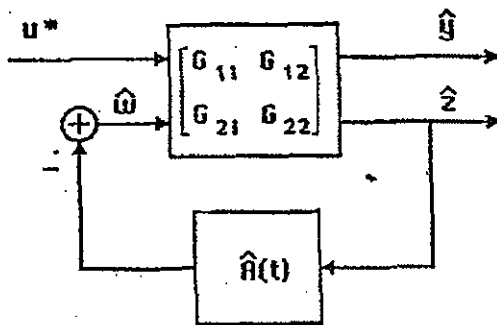 u* ŷ
G₁₁ G₁₂
ω̂ ẑ
+ G₂₁ G₂₂
−
Â(t)